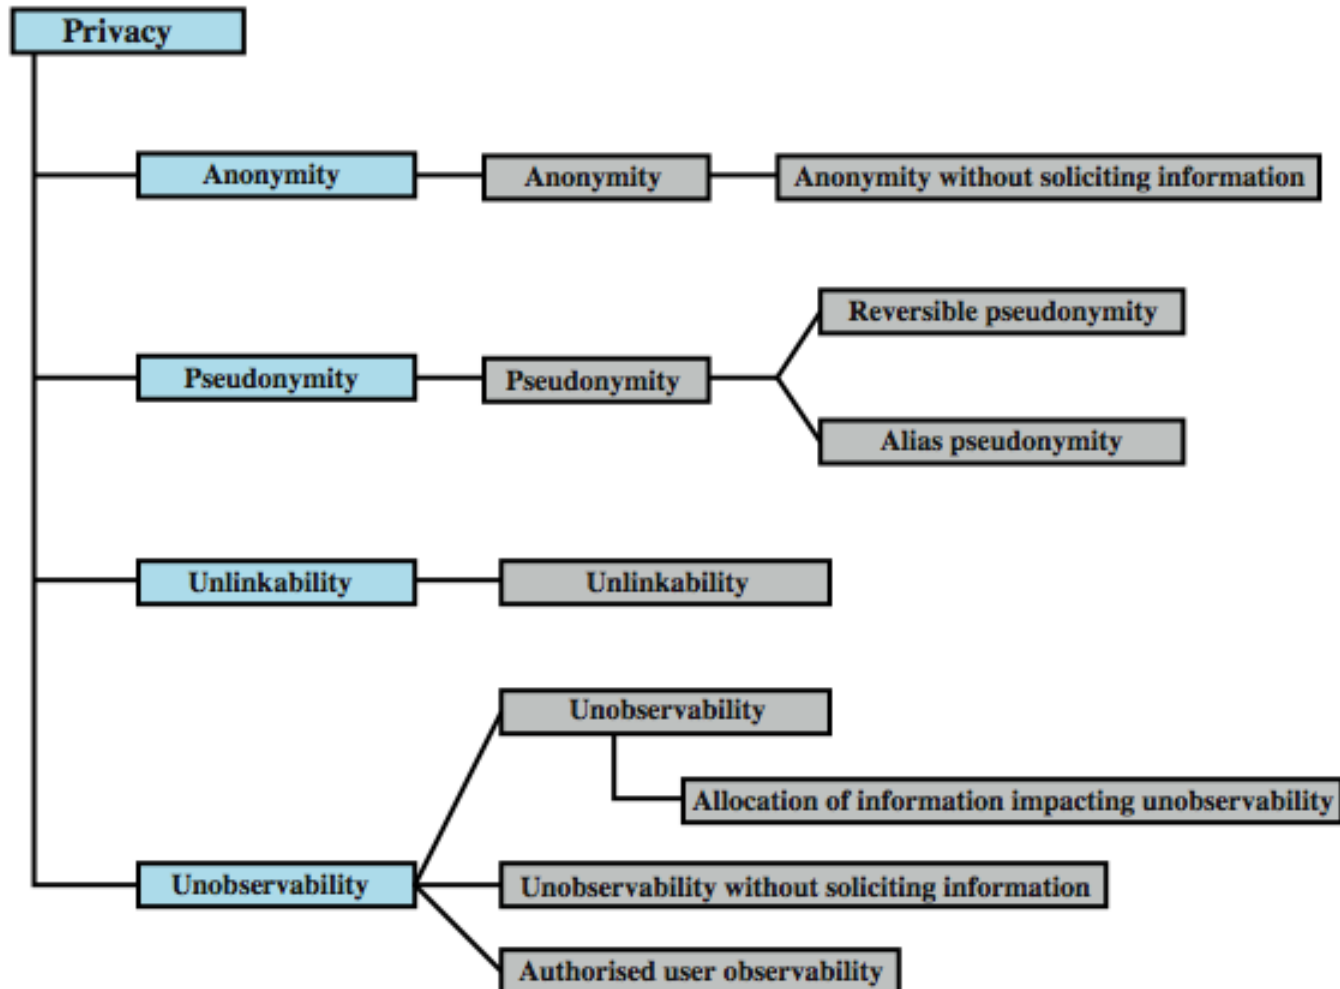 Privacy
Anonymity
Anonymity
Anonymity without soliciting information
Reversible pseudonymity
Pseudonymity
Pseudonymity
Alias pseudonymity
Unlinkability
Unlinkability
Unobservability
Allocation of information impacting unobservability
Unobservability
Unobservability without soliciting information
Authorised user observability